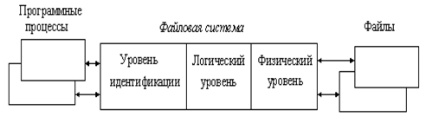 Программные
процессы
Файловая система
Файлы
Уровень
идентификации
Логический
уровень
Физический
уровень